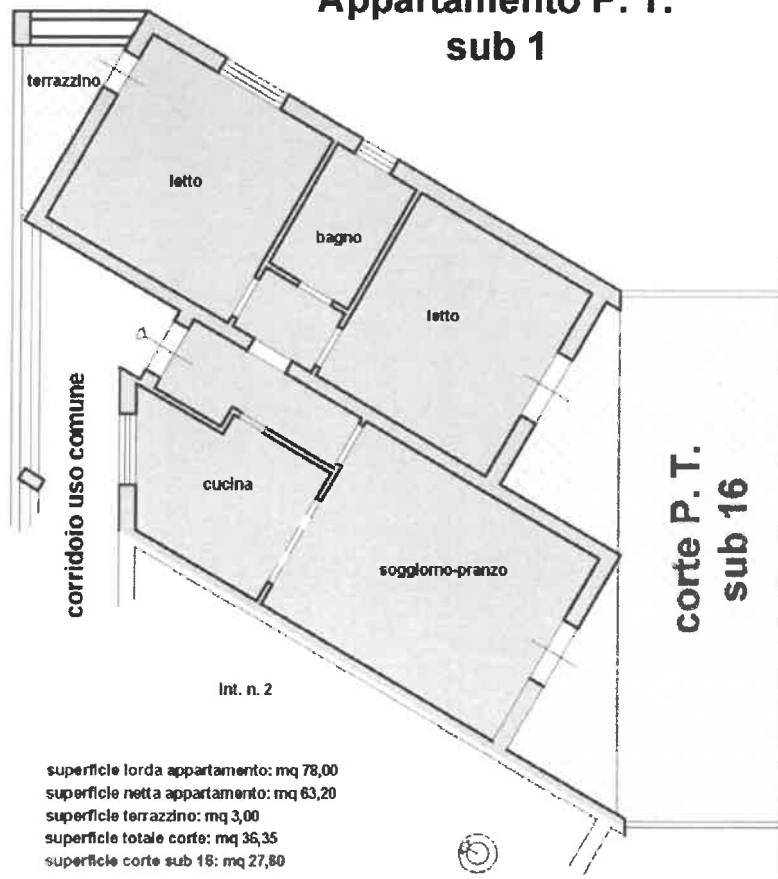 Appartamento P. T.
sub 1
terrazzino
letto
bagno
letto
corridoio uso comune
cucina
soggiorno-pranzo
corte P. T.
sub 16
Int. n. 2
superficie lorda appartamento: mq 78,00
superficie netta appartamento: mq 63,20
superficie terrazzino: mq 3,00
superficie totale corte: mq 36,35
superficie corte sub 16: mq 27,80